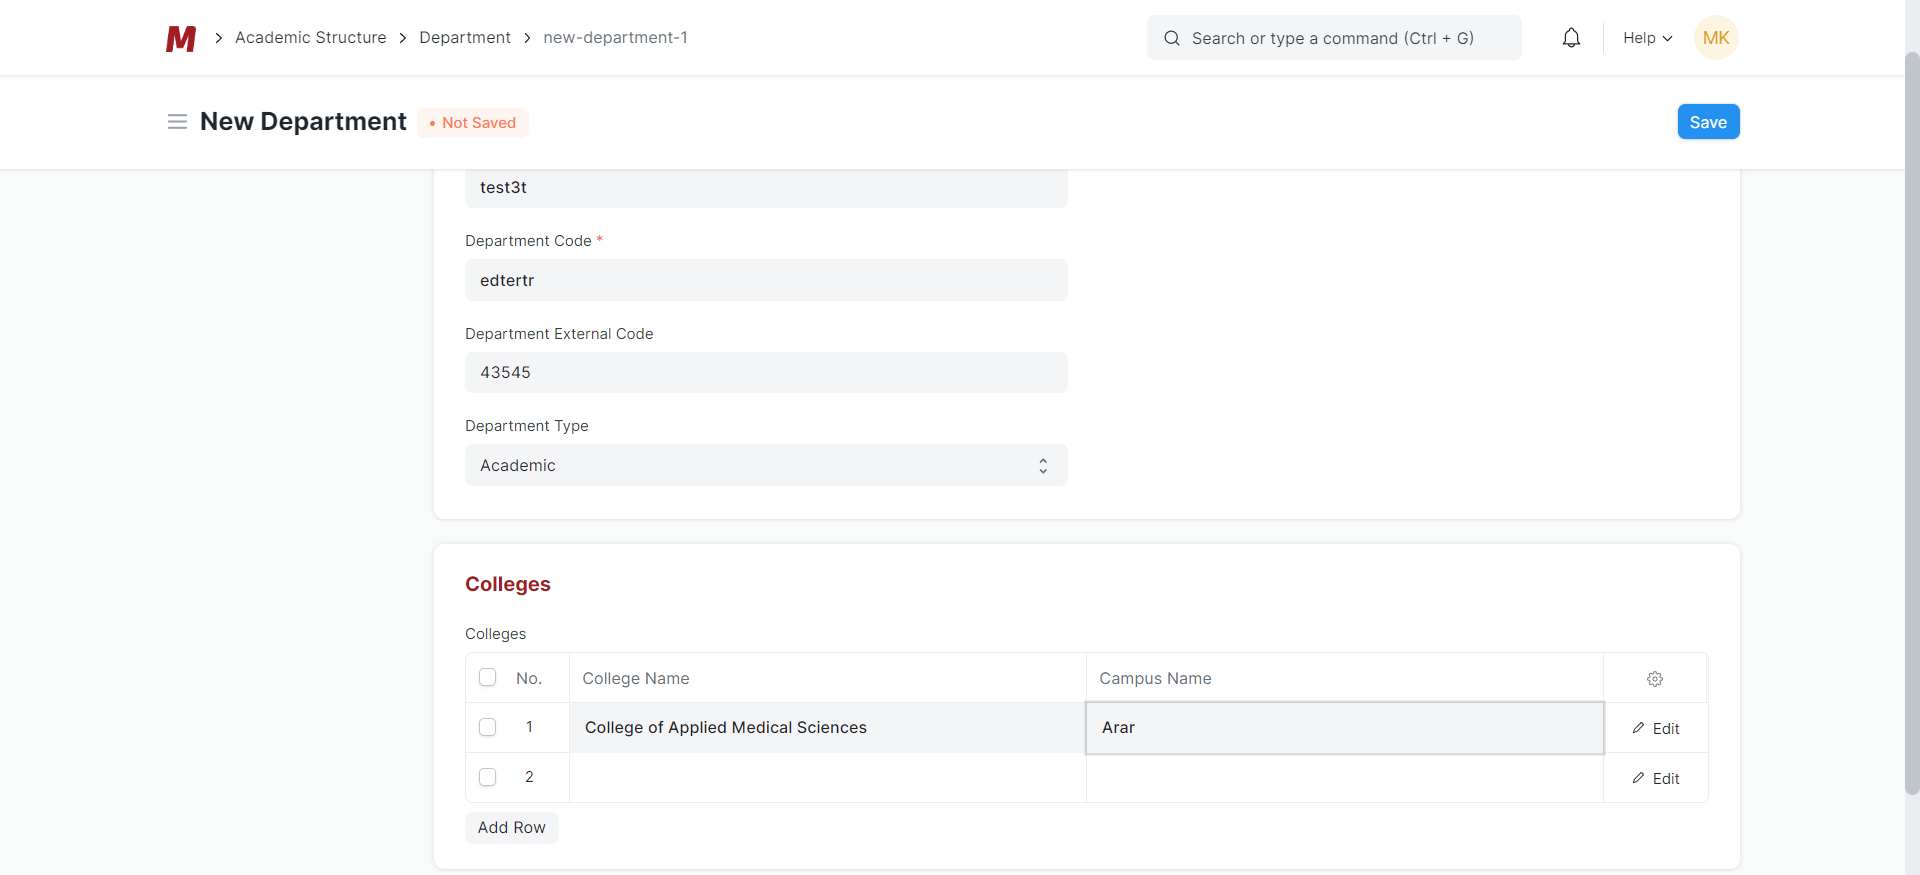 M Academic Structure Department new-department-1 Search or type a command (Ctrl + G) Help MK
New Department • Not Saved Save
test3t
Department Code *
edtertr
Department External Code
43545
Department Type
Academic
Colleges
Colleges
No. College Name Campus Name
1 College of Applied Medical Sciences Arar Edit
2 Edit
Add Row